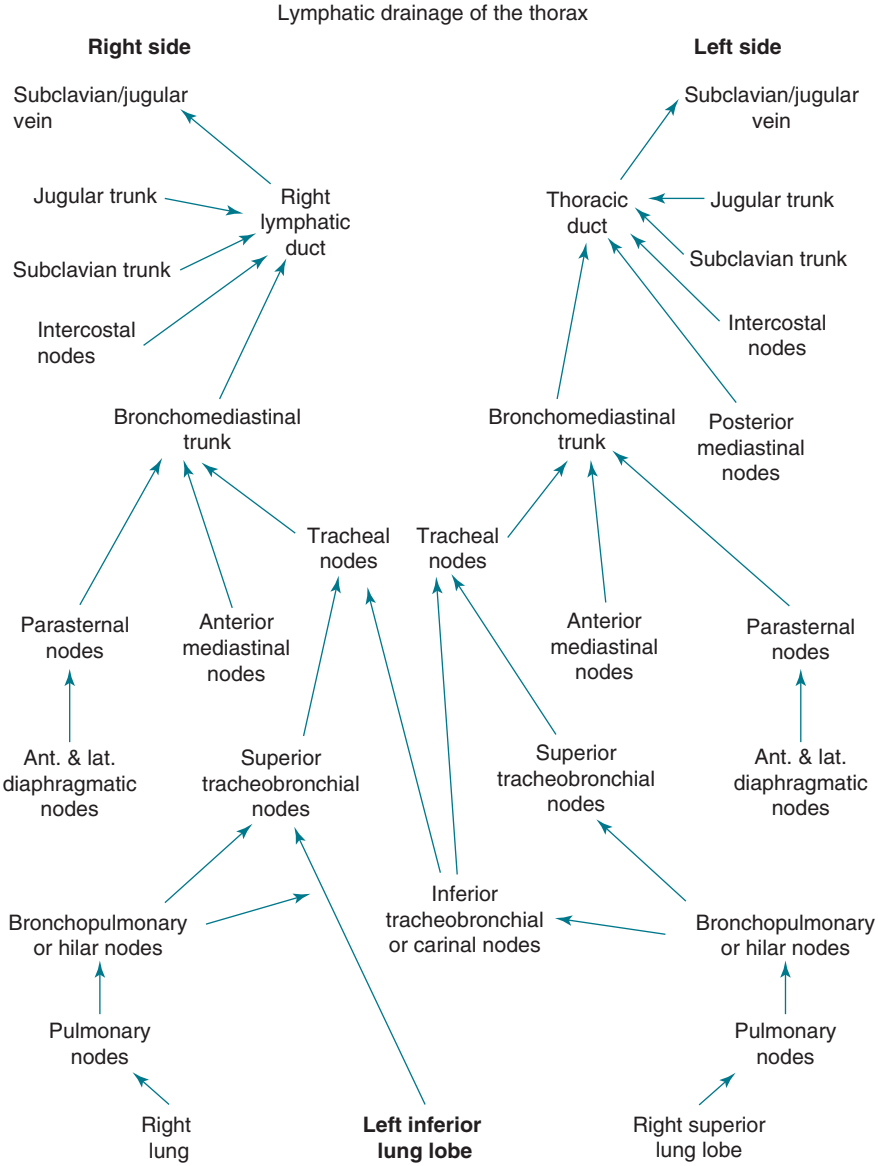 Lymphatic drainage of the thorax
Right side
Left side
Subclavian/jugular
vein
Subclavian/jugular
vein
Jugular trunk
Right
lymphatic
duct
Thoracic
duct
Jugular trunk
Subclavian trunk
Subclavian trunk
Intercostal
nodes
Intercostal
nodes
Bronchomediastinal
trunk
Bronchomediastinal
trunk
Posterior
mediastinal
nodes
Tracheal
nodes
Tracheal
nodes
Parasternal
nodes
Anterior
mediastinal
nodes
Anterior
mediastinal
nodes
Parasternal
nodes
Ant. & lat.
diaphragmatic
nodes
Superior
tracheobronchial
nodes
Superior
tracheobronchial
nodes
Ant. & lat.
diaphragmatic
nodes
Bronchopulmonary
or hilar nodes
Inferior
tracheobronchial
or carinal nodes
Bronchopulmonary
or hilar nodes
Pulmonary
nodes
Pulmonary
nodes
Right
lung
Left inferior
lung lobe
Right superior
lung lobe